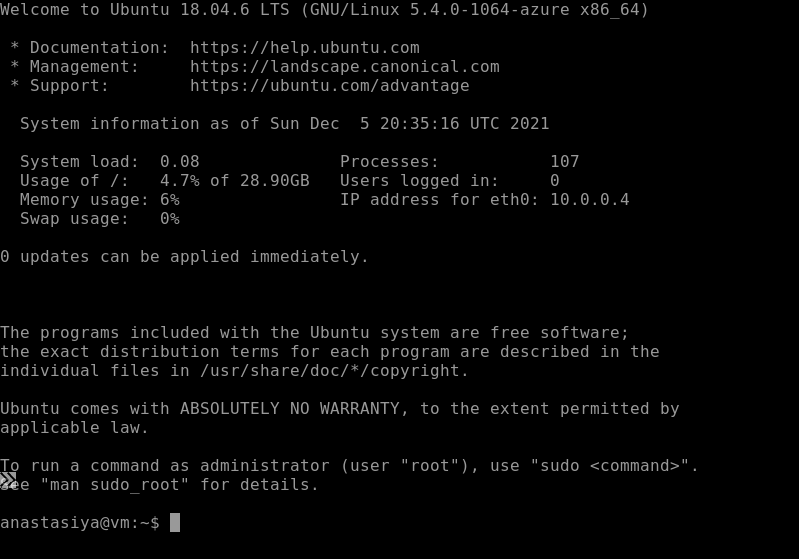 Welcome to Ubuntu 18.04.6 LTS (GNU/Linux 5.4.0-1064-azure x86_64)
* Documentation: https://help.ubuntu.com
* Management: https://landscape.canonical.com
* Support: https://ubuntu.com/advantage
System information as of Sun Dec 5 20:35:16 UTC 2021
System load: 0.08 Processes: 107
Usage of /: 4.7% of 28.90GB Users logged in: 0
Memory usage: 6% IP address for eth0: 10.0.0.4
Swap usage: 0%
0 updates can be applied immediately.
The programs included with the Ubuntu system are free software;
the exact distribution terms for each program are described in the
individual files in /usr/share/doc/*/copyright.
Ubuntu comes with ABSOLUTELY NO WARRANTY, to the extent permitted by
applicable law.
To run a command as administrator (user "root"), use "sudo <command>".
See "man sudo_root" for details.
anastasiya@vm:~$